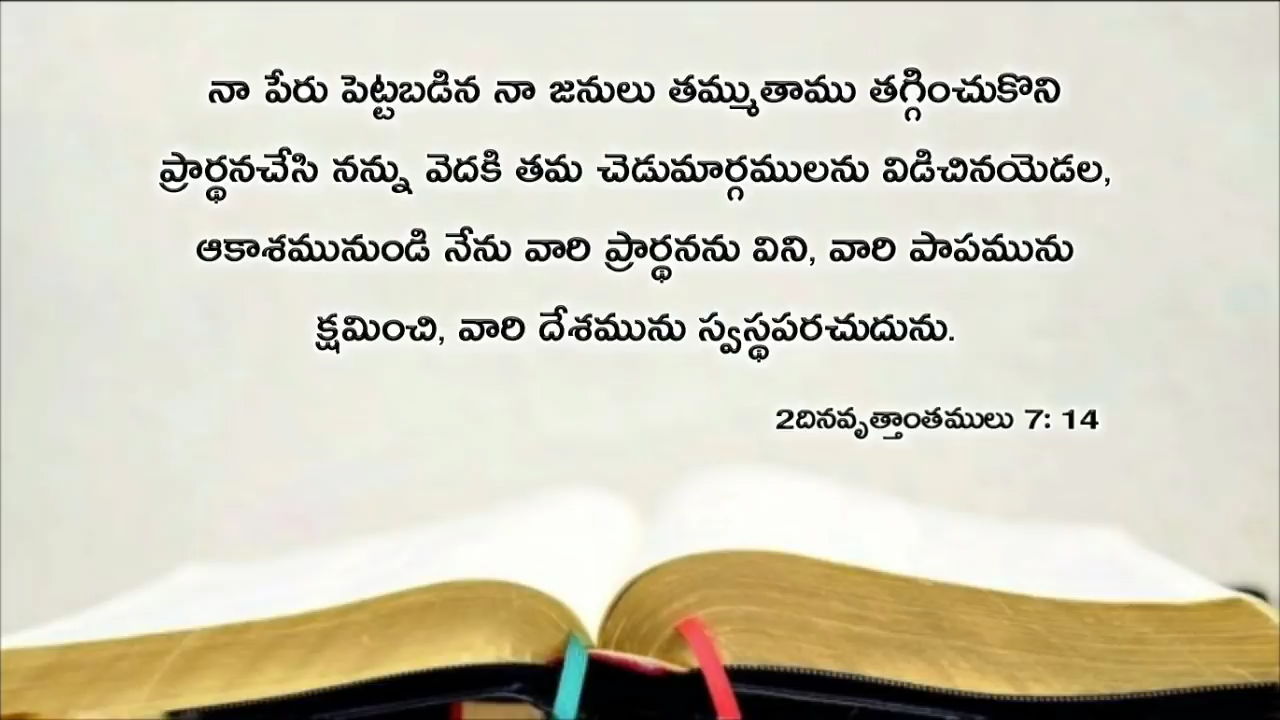 నా పేరు పెట్టబడిన నా జనులు తమ్ముతాము తగ్గించుకొని
ప్రార్థనచేసి నన్ను వెదకి తమ చెడుమార్గములను విడిచినయెడల,
ఆకాశమునుండి నేను వారి ప్రార్థనను విని, వారి పాపమును
క్షమించి, వారి దేశమును స్వస్థపరచుదును.
2దినవృత్తాంతములు 7: 14